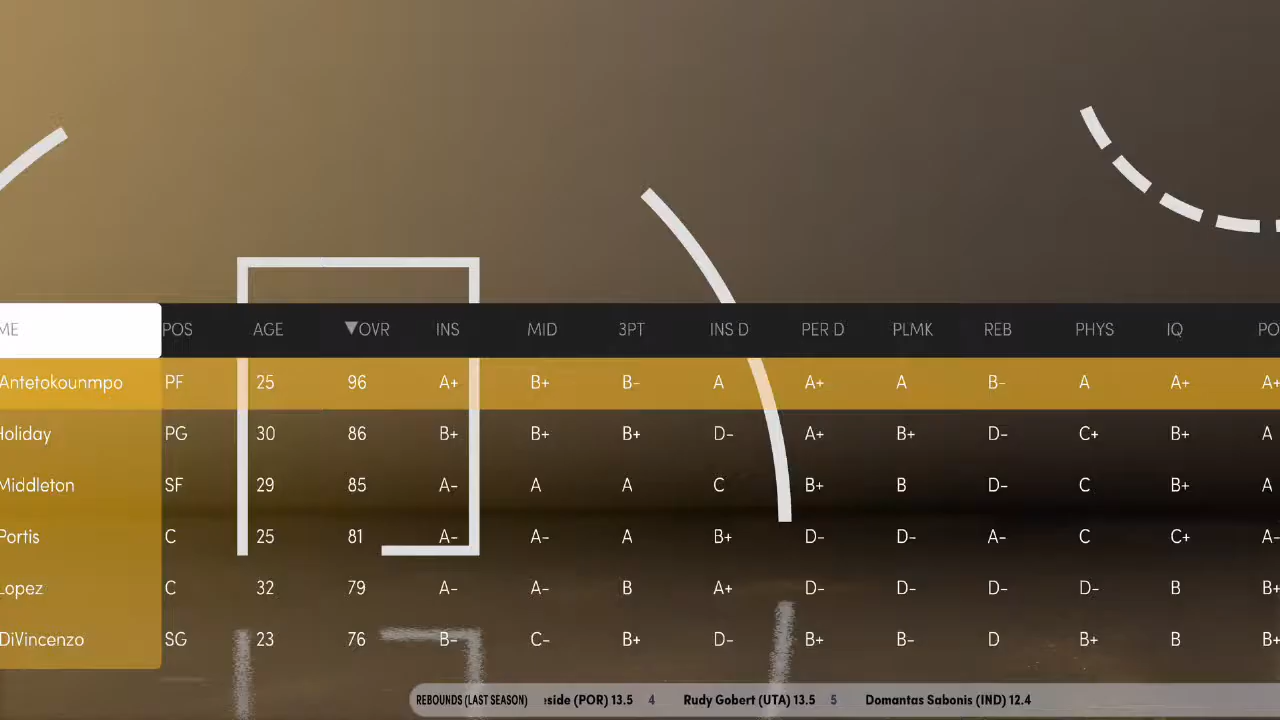 ME POS AGE ▼OVR INS MID 3PT INS D PER D PLMK REB PHYS IQ PO
Antetokounmpo PF 25 96 A+ B+ B- A A+ A B- A A+ A+
Holiday PG 30 86 B+ B+ B+ D- A+ B+ D- C+ B+ A
Middleton SF 29 85 A- A A C B+ B D- C B+ A
Portis C 25 81 A- A- A B+ D- D- A- C C+ A-
Lopez C 32 79 A- A- B A+ D- D- D- D- B B+
DiVincenzo SG 23 76 B- C- B+ D- B+ B- D B+ B B+
REBOUNDS (LAST SEASON) side (POR) 13.5 4 Rudy Gobert (UTA) 13.5 5 Domantas Sabonis (IND) 12.4